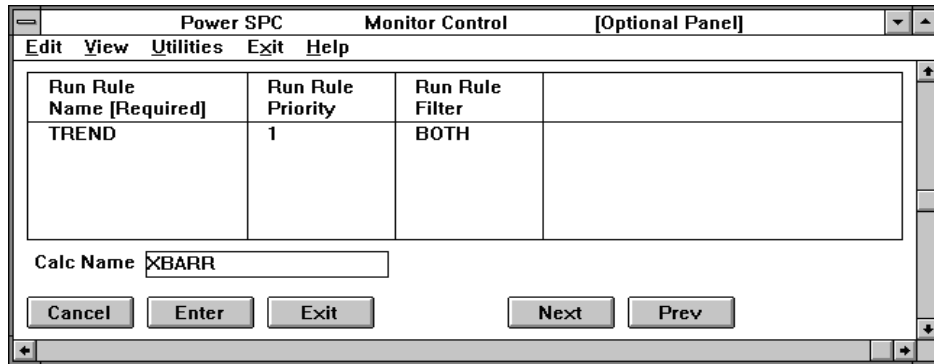 Power SPC Monitor Control [Optional Panel]
Edit View Utilities Exit Help
Run Rule Run Rule Run Rule
Name [Required] Priority Filter
TREND 1 BOTH
Calc Name XBARR
Cancel Enter Exit Next Prev